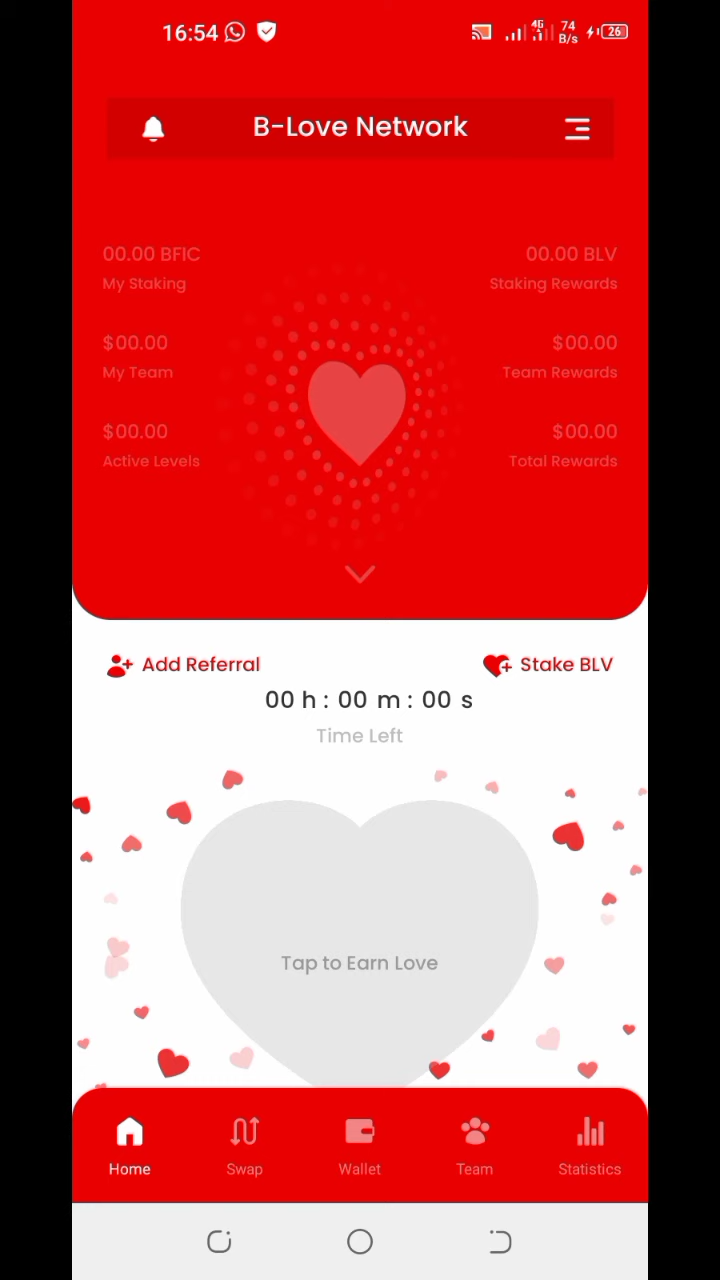 16:54 4G 74 B/s 26
B-Love Network
00.00 BFIC 00.00 BLV
My Staking Staking Rewards
$00.00 $00.00
My Team Team Rewards
$00.00 $00.00
Active Levels Total Rewards
Add Referral Stake BLV
00 h : 00 m : 00 s
Time Left
Tap to Earn Love
Home Swap Wallet Team Statistics